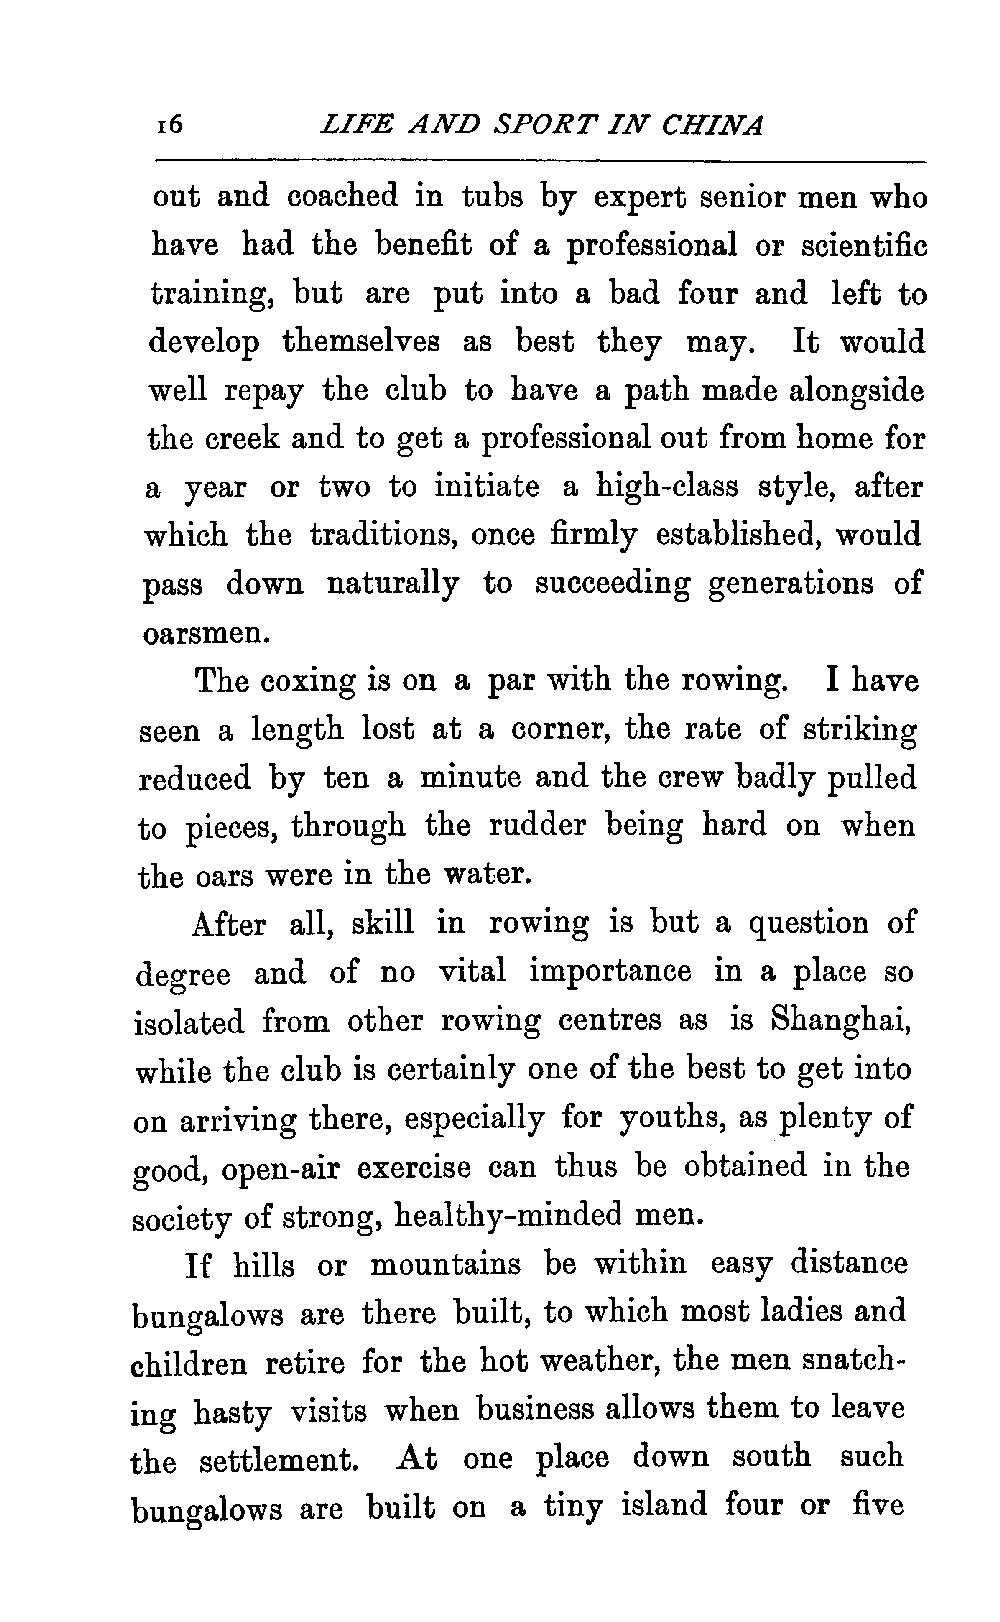 16 LIFE AND SPORT IN CHINA
out and coached in tubs by expert senior men who
have had the benefit of a professional or scientific
training, but are put into a bad four and left to
develop themselves as best they may. It would
well repay the club to have a path made alongside
the creek and to get a professional out from home for
a year or two to initiate a high-class style, after
which the traditions, once firmly established, would
pass down naturally to succeeding generations of
oarsmen.
The coxing is on a par with the rowing. I have
seen a length lost at a corner, the rate of striking
reduced by ten a minute and the crew badly pulled
to pieces, through the rudder being hard on when
the oars were in the water.
After all, skill in rowing is but a question of
degree and of no vital importance in a place so
isolated from other rowing centres as is Shanghai,
while the club is certainly one of the best to get into
on arriving there, especially for youths, as plenty of
good, open-air exercise can thus be obtained in the
society of strong, healthy-minded men.
If hills or mountains be within easy distance
bungalows are there built, to which most ladies and
children retire for the hot weather, the men snatch-
ing hasty visits when business allows them to leave
the settlement. At one place down south such
bungalows are built on a tiny island four or five